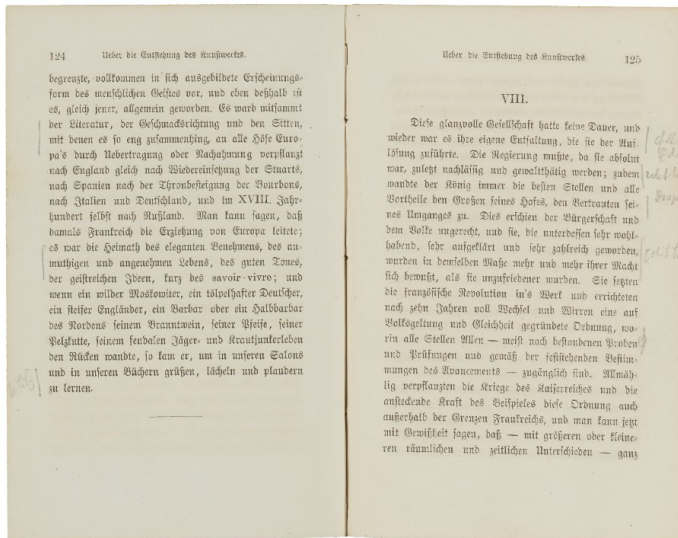 124
Ueber die Entstehung des Kunstwerkes.
begrenzte, vollkommen in sich ausgebildete Erscheinungs-
form des menschlichen Geistes vor, und eben deßhalb ist
es, gleich jener, allgemein geworden. Es ward mitsammt
der Literatur, der Geschmacksrichtung und den Sitten,
mit denen es so eng zusammenhing, an alle Höfe Euro-
pa's durch Uebertragung oder Nachahmung verpflanzt
nach England gleich nach Wiedereinsetzung der Stuarts,
nach Spanien nach der Thronbesteigung der Bourbons,
nach Italien und Deutschland, und im XVIII. Jahr-
hundert selbst nach Rußland. Man kann sagen, daß
damals Frankreich die Erziehung von Europa leitete;
es war die Heimath des eleganten Benehmens, des an-
muthigen und angenehmen Lebens, des guten Tones,
der geistreichen Ideen, kurz des savoir-vivre; und
wenn ein wilder Moskowiter, ein tölpelhafter Deutscher,
ein steifer Engländer, ein Barbar oder ein Halbbarbar
des Nordens seinem Branntwein, seiner Pfeife, seiner
Pelzkutte, seinem feudalen Jäger- und Krautjunkerleben
den Rücken wandte, so kam er, um in unseren Salons
und in unseren Büchern grüßen, lächeln und plaudern
zu lernen.
Ueber die Entstehung des Kunstwerkes.
125
VIII.
Diese glanzvolle Gesellschaft hatte keine Dauer, und
wieder war es ihre eigene Entfaltung, die sie der Auf-
lösung zuführte. Die Regierung mußte, da sie absolut
war, zuletzt nachlässig und gewaltthätig werden; zudem
wandte der König immer die besten Stellen und alle
Vortheile den Großen seines Hofes, den Vertrauten sei-
nes Umganges zu. Dies erschien der Bürgerschaft und
dem Volke ungerecht, und sie, die unterdessen sehr wohl-
habend, sehr aufgeklärt und sehr zahlreich geworden,
wurden in demselben Maße mehr und mehr ihrer Macht
sich bewußt, als sie unzufriedener wurden. Sie setzten
die französische Revolution in's Werk und errichteten
nach zehn Jahren voll Wechsel und Wirren eine auf
Volksgeltung und Gleichheit gegründete Ordnung, wo-
rin alle Stellen Allen — meist nach bestandenen Proben
und Prüfungen und gemäß der feststehenden Bestim-
mungen des Avancements — zugänglich sind. Allmäh-
lig verpflanzten die Kriege des Kaiserreiches und die
ansteckende Kraft des Beispieles diese Ordnung auch
außerhalb der Grenzen Frankreichs, und man kann jetzt
mit Gewißheit sagen, daß — mit größeren oder kleine-
ren räumlichen und zeitlichen Unterschieden — ganz